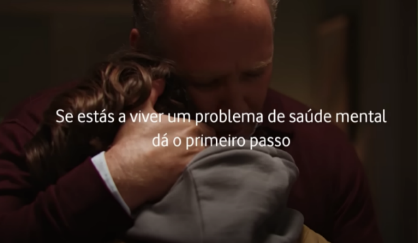 Se estás a viver um problema de saúde mental
dá o primeiro passo